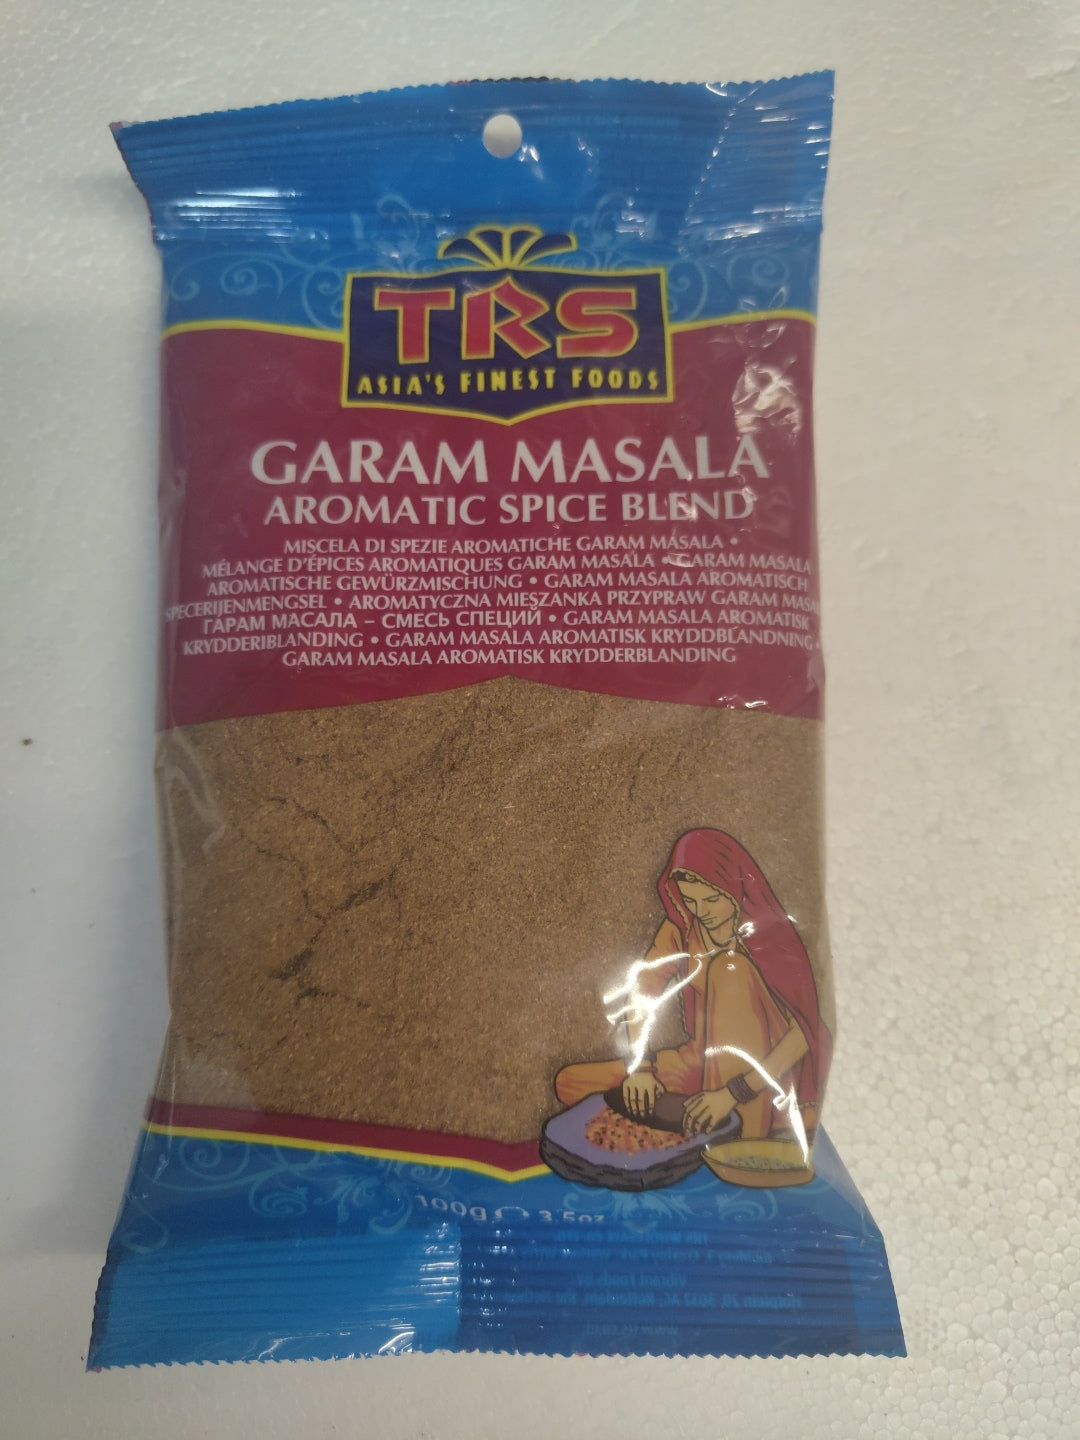 TRS
ASIA'S FINEST FOODS
GARAM MASALA
AROMATIC SPICE BLEND
MISCELA DI SPEZIE AROMATICHE GARAM MASALA •
MÉLANGE D'ÉPICES AROMATIQUES GARAM MASALA • GARAM MASALA
AROMATISCHE GEWÜRZMISCHUNG • GARAM MASALA AROMATISCH
SPECERIJENMENGSEL • AROMATYCZNA MIESZANKA PRZYPRAW GARAM
ГАРАМ МАСАЛА – СМЕСЬ СПЕЦИЙ • GARAM MASALA AROMATISK
KRYDDERIBLANDING • GARAM MASALA AROMATISK KRYDDBLANDNING •
GARAM MASALA AROMATISK KRYDDERBLANDING
100g ℮ 3.5oz